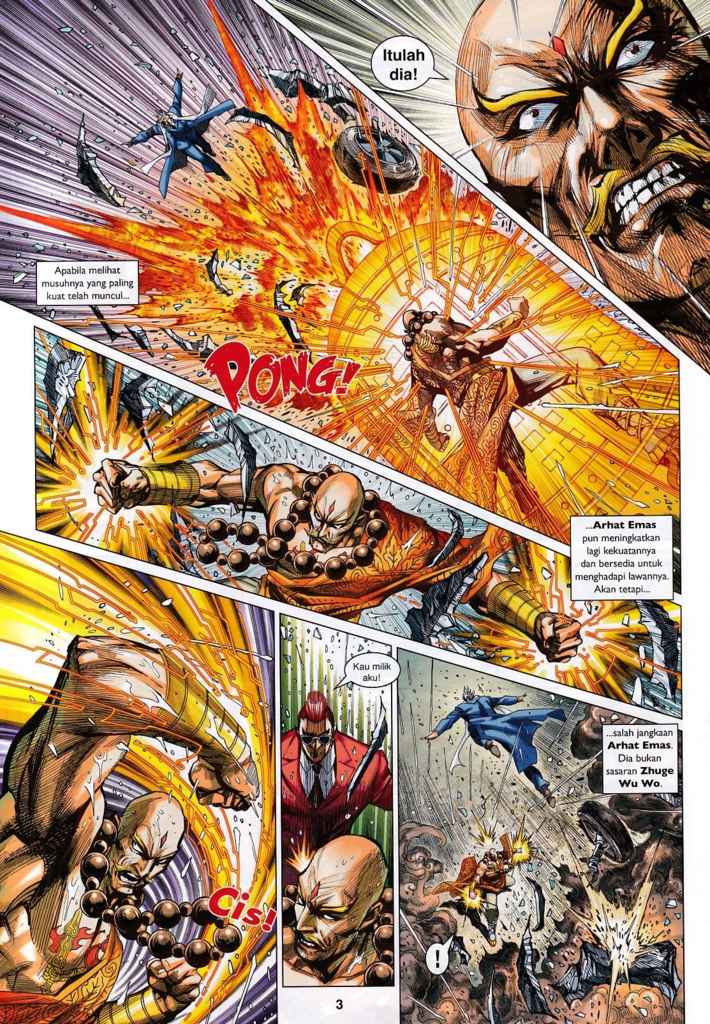 Itulah
dia!
Apabila melihat
musuhnya yang paling
kuat telah muncul...
PONG!
...Arhat Emas
pun meningkatkan
lagi kekuatannya
dan bersedia untuk
menghadapi lawannya.
Akan tetapi...
Cis!
Kau milik
aku!
...salah jangkaan
Arhat Emas.
Dia bukan
sasaran Zhuge
Wu Wo.
!
3